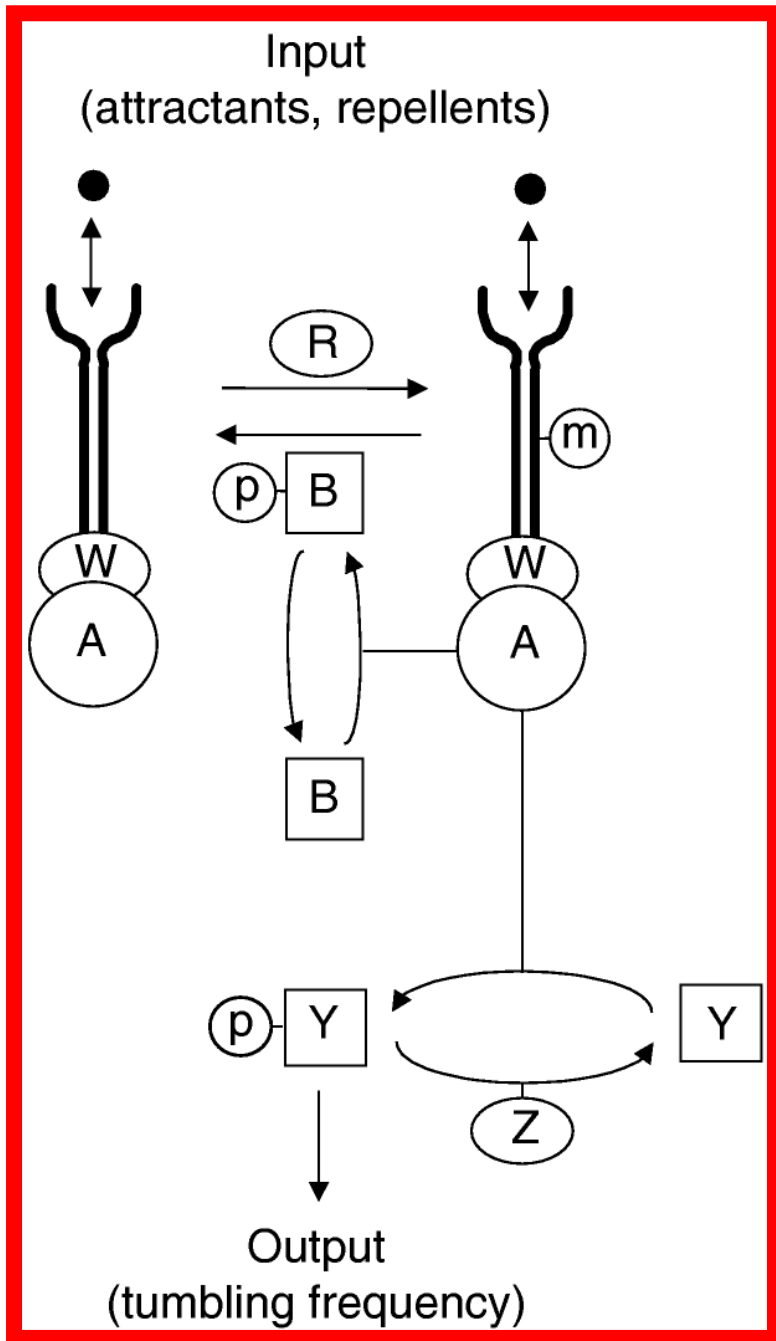 Input
(attractants, repellents)
R
m
p B
W W
A A
B
p Y Y
Z
Output
(tumbling frequency)